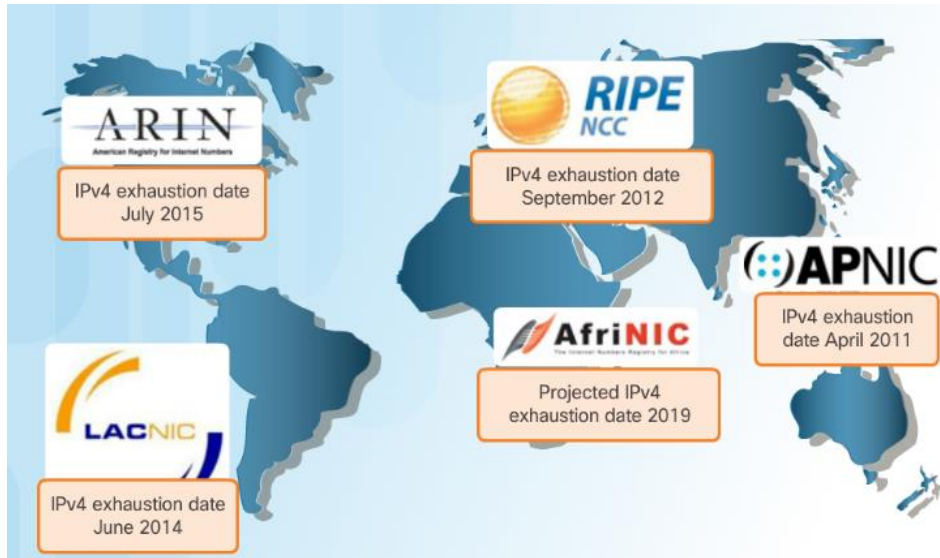 ARIN
American Registry for Internet Numbers
IPv4 exhaustion date
July 2015
RIPE
NCC
IPv4 exhaustion date
September 2012
APNIC
IPv4 exhaustion
date April 2011
AfriNIC
The Internet Numbers Registry for Africa
Projected IPv4
exhaustion date 2019
LACNIC
IPv4 exhaustion date
June 2014